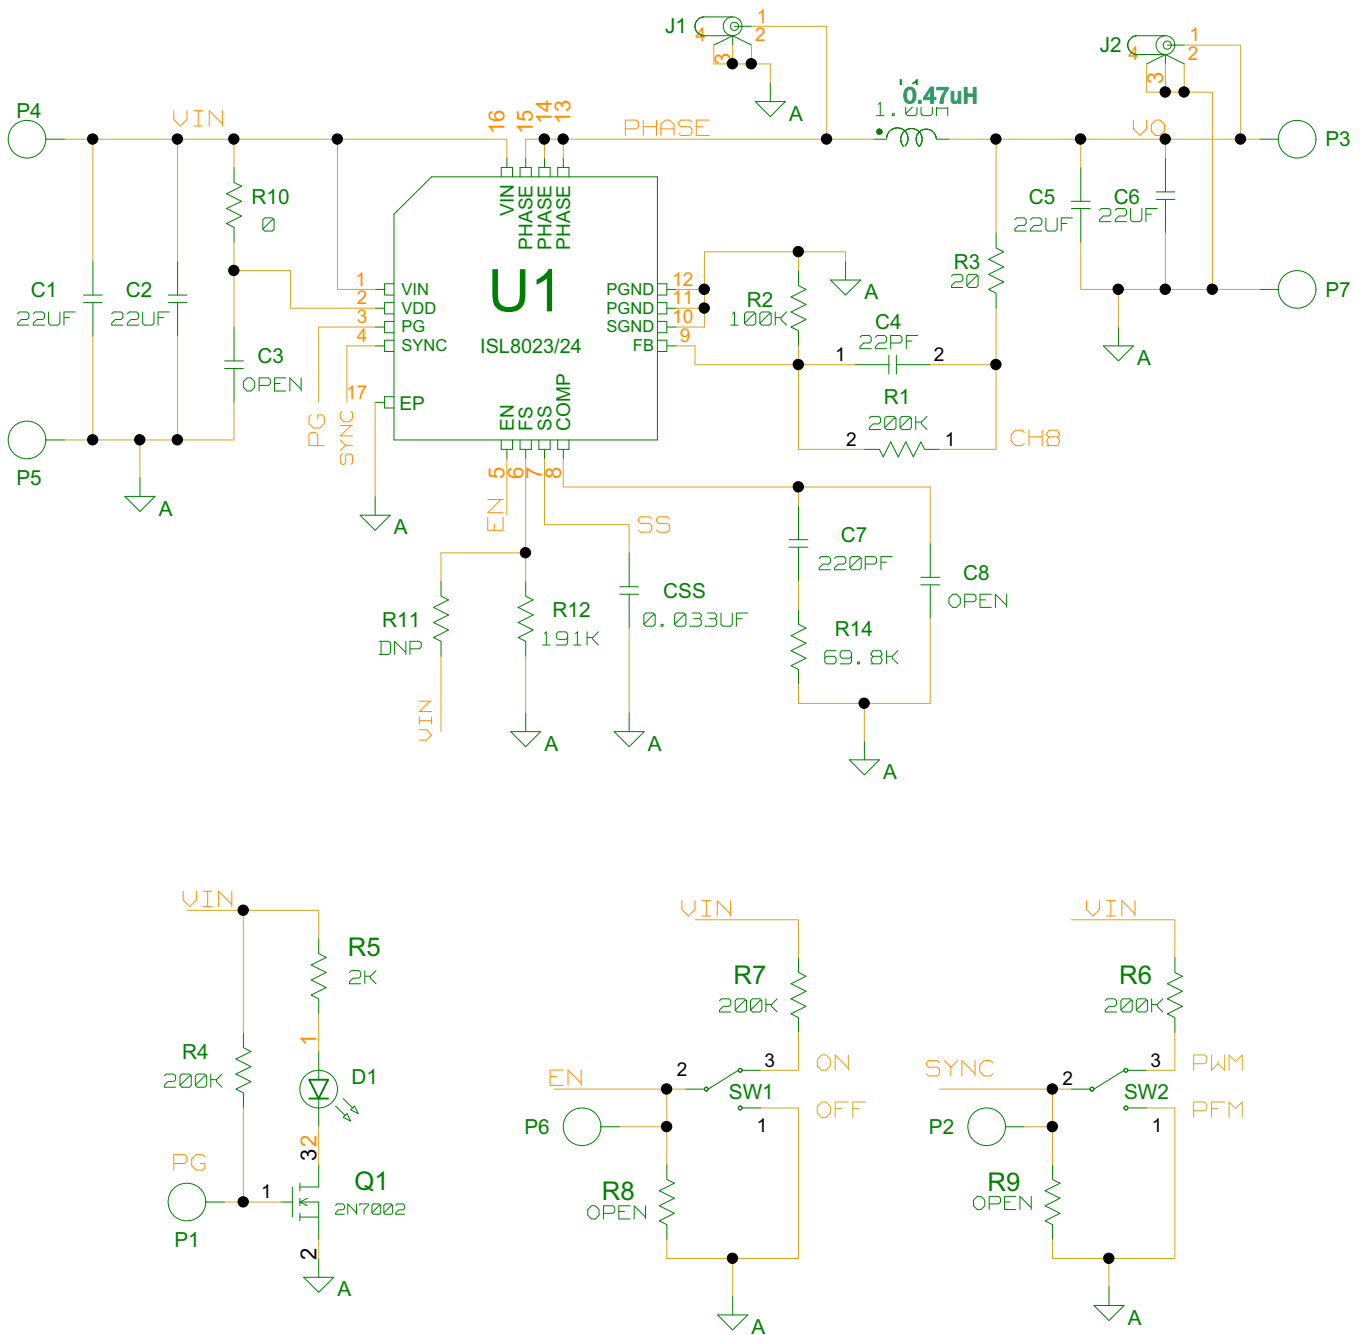 J1
1
2
3
4
J2
1
2
3
4
P4
VIN
16
15
14
13
PHASE
0.47uH
VO
P3
VIN
PHASE
PHASE
PHASE
R10
0
C1
22UF
C2
22UF
C3
OPEN
P5
A
1
2
3
4
17
VIN
VDD
PG
SYNC
EP
U1
ISL8023/24
PGND
PGND
SGND
FB
12
11
10
9
EN
FS
SS
COMP
5
6
7
8
PG
SYNC
A
A
R2
100K
A
C4
22PF
1
2
R1
200K
2
1
CH8
R3
20
C5
22UF
C6
22UF
P7
A
EN
SS
R11
DNP
VIN
R12
191K
A
CSS
0.033UF
A
C7
220PF
R14
69.8K
C8
OPEN
A
VIN
R5
2K
R4
200K
1
D1
2
3
PG
1
Q1
2N7002
P1
2
A
VIN
R7
200K
EN
2
3
ON
SW1
OFF
1
P6
R8
OPEN
A
VIN
R6
200K
SYNC
2
3
PWM
SW2
PFM
1
P2
R9
OPEN
A